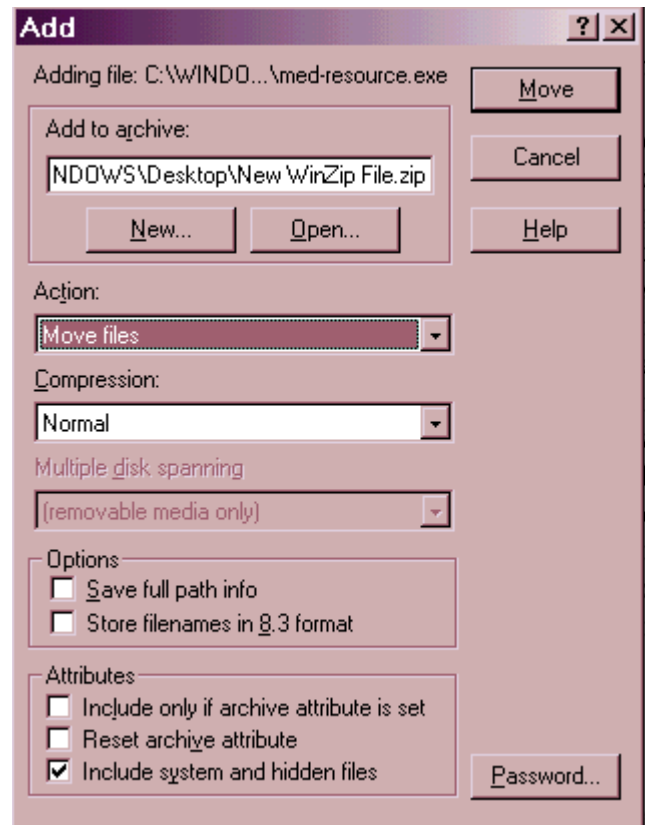 Add
Adding file: C:\WINDO...\med-resource.exe
Move
Add to archive:
Cancel
NDOWS\Desktop\New WinZip File.zip
New...
Open...
Help
Action:
Move files
Compression:
Normal
Multiple disk spanning
(removable media only)
Options
Save full path info
Store filenames in 8.3 format
Attributes
Include only if archive attribute is set
Reset archive attribute
Include system and hidden files
Password...